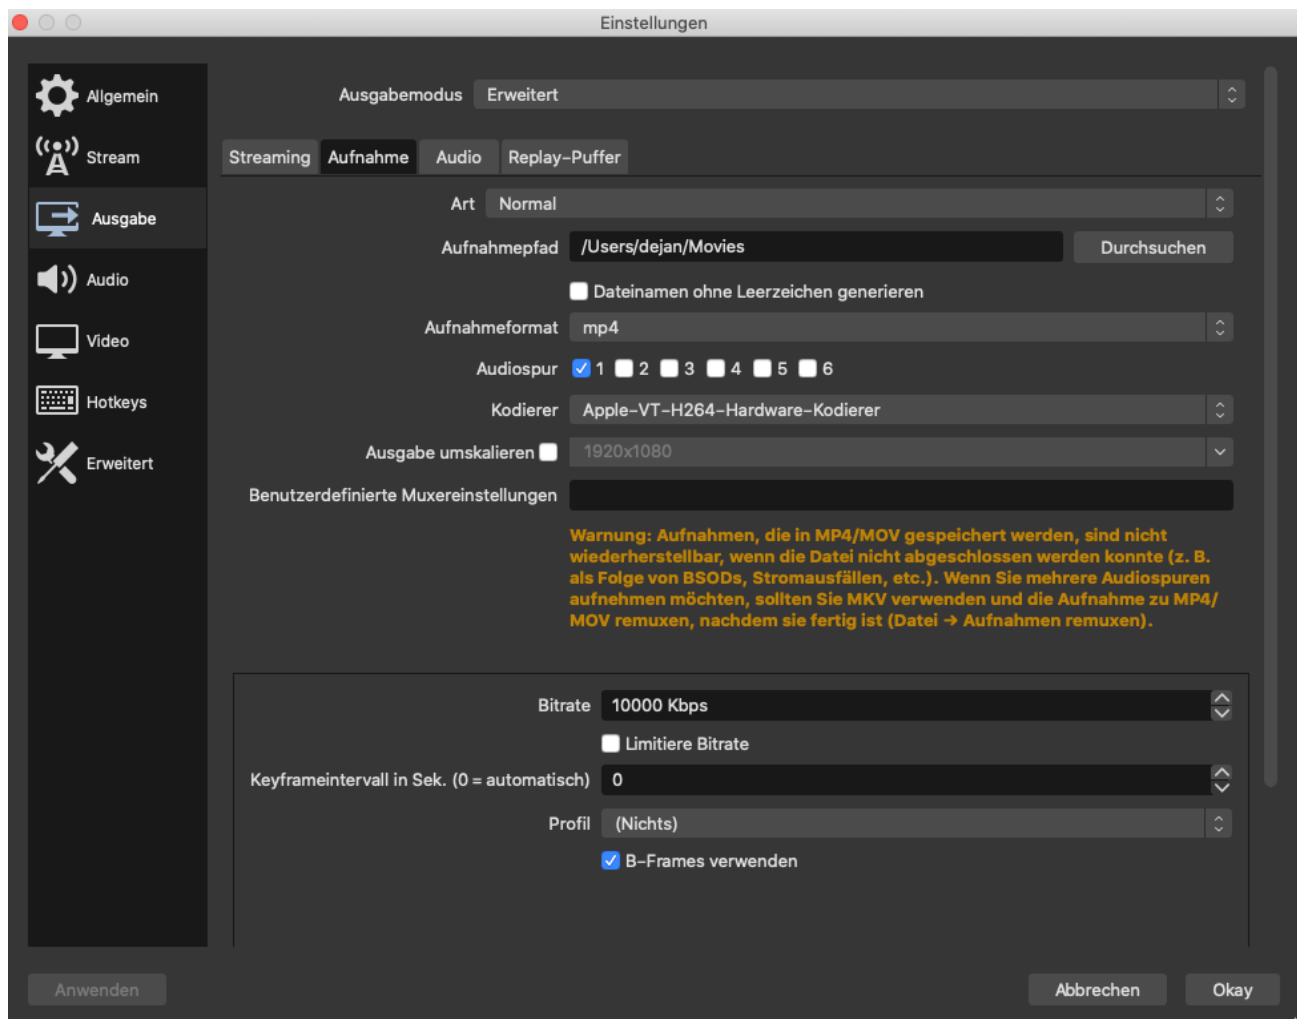 Einstellungen
Allgemein
Stream
Ausgabe
Audio
Video
Hotkeys
Erweitert
Ausgabemodus Erweitert
Streaming Aufnahme Audio Replay-Puffer
Art Normal
Aufnahmepfad /Users/dejan/Movies Durchsuchen
Dateinamen ohne Leerzeichen generieren
Aufnahmeformat mp4
Audiospur 1 2 3 4 5 6
Kodierer Apple-VT-H264-Hardware-Kodierer
Ausgabe umskalieren 1920x1080
Benutzerdefinierte Muxereinstellungen
Warnung: Aufnahmen, die in MP4/MOV gespeichert werden, sind nicht
wiederherstellbar, wenn die Datei nicht abgeschlossen werden konnte (z. B.
als Folge von BSODs, Stromausfällen, etc.). Wenn Sie mehrere Audiospuren
aufnehmen möchten, sollten Sie MKV verwenden und die Aufnahme zu MP4/
MOV remuxen, nachdem sie fertig ist (Datei → Aufnahmen remuxen).
Bitrate 10000 Kbps
Limitiere Bitrate
Keyframeintervall in Sek. (0 = automatisch) 0
Profil (Nichts)
B-Frames verwenden
Anwenden Abbrechen Okay